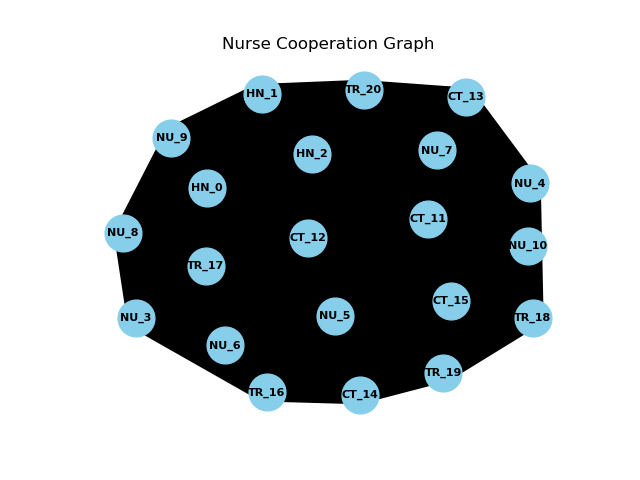 Nurse Cooperation Graph
HN_1
TR_20
CT_13
NU_9
HN_2
NU_7
HN_0
NU_4
CT_11
NU_8
CT_12
NU_10
TR_17
CT_15
NU_3
NU_5
TR_18
NU_6
TR_19
TR_16
CT_14